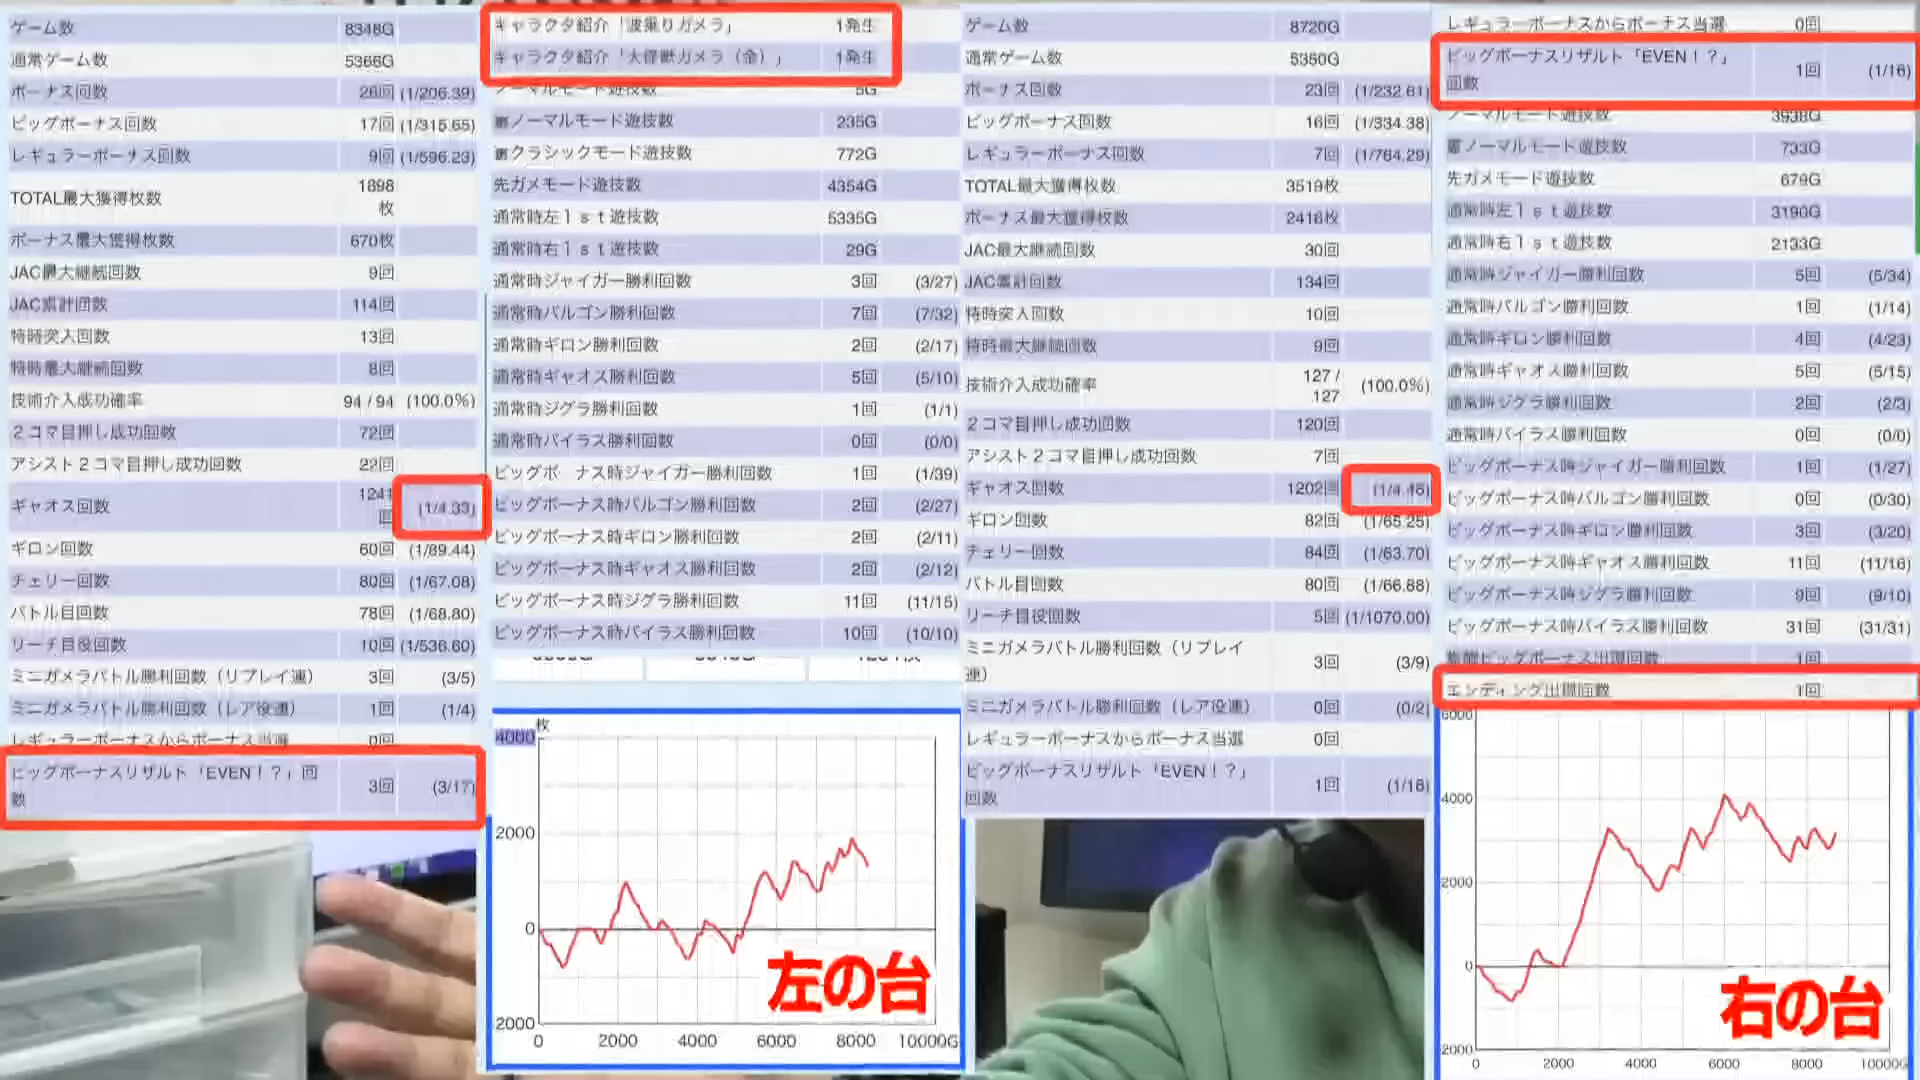 ゲーム数 8348G
通常ゲーム数 5366G
ボーナス回数 26回 (1/206.39)
ビッグボーナス回数 17回 (1/315.65)
レギュラーボーナス回数 9回 (1/596.23)
TOTAL最大獲得枚数 1898枚
ボーナス最大獲得枚数 670枚
JAC最大継続回数 9回
JAC累計回数 114回
特時突入回数 13回
特時最大継続回数 8回
技術介入成功確率 94 / 94 (100.0%)
2コマ目押し成功回数 72回
アシスト2コマ目押し成功回数 22回
ギャオス回数 1241回 (1/4.33)
ギロン回数 60回 (1/89.44)
チェリー回数 80回 (1/67.08)
バトル目回数 78回 (1/68.80)
リーチ目役回数 10回 (1/536.60)
ミニガメラバトル勝利回数（リプレイ連） 3回 (3/5)
ミニガメラバトル勝利回数（レア役連） 1回 (1/4)
レギュラーボーナスからボーナス当選 0回
ビッグボーナスリザルト「EVEN！？」回数 3回 (3/17)
キャラクタ紹介「波乗りガメラ」 1発生
キャラクタ紹介「大怪獣ガメラ（金）」 1発生
ノーマルモード遊技数 5G
裏ノーマルモード遊技数 235G
裏クラシックモード遊技数 772G
先ガメモード遊技数 4354G
通常時左1st遊技数 5335G
通常時右1st遊技数 29G
通常時ジャイガー勝利回数 3回 (3/27)
通常時バルゴン勝利回数 7回 (7/32)
通常時ギロン勝利回数 2回 (2/17)
通常時ギャオス勝利回数 5回 (5/10)
通常時ジグラ勝利回数 1回 (1/1)
通常時バイラス勝利回数 0回 (0/0)
ビッグボーナス時ジャイガー勝利回数 1回 (1/39)
ビッグボーナス時バルゴン勝利回数 2回 (2/27)
ビッグボーナス時ギロン勝利回数 2回 (2/11)
ビッグボーナス時ギャオス勝利回数 2回 (2/12)
ビッグボーナス時ジグラ勝利回数 11回 (11/15)
ビッグボーナス時バイラス勝利回数 10回 (10/10)
枚
4000
2000
0
-2000
0 2000 4000 6000 8000 10000G
左の台
ゲーム数 8720G
通常ゲーム数 5350G
ボーナス回数 23回 (1/232.61)
ビッグボーナス回数 16回 (1/334.38)
レギュラーボーナス回数 7回 (1/764.29)
TOTAL最大獲得枚数 3519枚
ボーナス最大獲得枚数 2416枚
JAC最大継続回数 30回
JAC累計回数 134回
特時突入回数 10回
特時最大継続回数 9回
技術介入成功確率 127 / 127 (100.0%)
2コマ目押し成功回数 120回
アシスト2コマ目押し成功回数 7回
ギャオス回数 1202回 (1/4.45)
ギロン回数 82回 (1/65.25)
チェリー回数 84回 (1/63.70)
バトル目回数 80回 (1/66.88)
リーチ目役回数 5回 (1/1070.00)
ミニガメラバトル勝利回数（リプレイ連） 3回 (3/9)
ミニガメラバトル勝利回数（レア役連） 0回 (0/2)
レギュラーボーナスからボーナス当選 0回
ビッグボーナスリザルト「EVEN！？」回数 1回 (1/16)
レギュラーボーナスからボーナス当選 0回
ビッグボーナスリザルト「EVEN！？」回数 1回 (1/16)
ノーマルモード遊技数 3938G
裏ノーマルモード遊技数 733G
先ガメモード遊技数 679G
通常時左1st遊技数 3190G
通常時右1st遊技数 2133G
通常時ジャイガー勝利回数 5回 (5/34)
通常時バルゴン勝利回数 1回 (1/14)
通常時ギロン勝利回数 4回 (4/23)
通常時ギャオス勝利回数 5回 (5/15)
通常時ジグラ勝利回数 2回 (2/3)
通常時バイラス勝利回数 0回 (0/0)
ビッグボーナス時ジャイガー勝利回数 1回 (1/27)
ビッグボーナス時バルゴン勝利回数 0回 (0/30)
ビッグボーナス時ギロン勝利回数 3回 (3/20)
ビッグボーナス時ギャオス勝利回数 11回 (11/16)
ビッグボーナス時ジグラ勝利回数 9回 (9/10)
ビッグボーナス時バイラス勝利回数 31回 (31/31)
ビッグボーナス出現回数 1回
エンディング出現回数 1回
6000
4000
2000
0
-2000
0 2000 4000 6000 8000 10000G
右の台